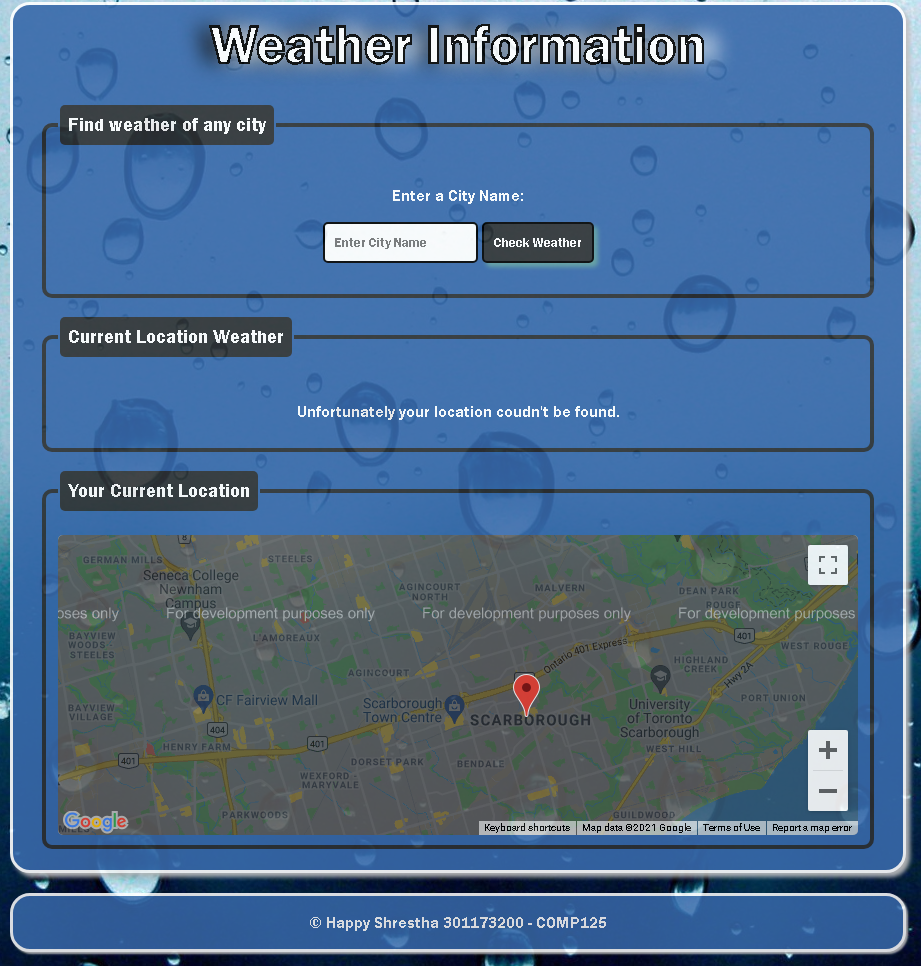 Weather Information
Find weather of any city
Enter a City Name:
Enter City Name
Check Weather
Current Location Weather
Unfortunately your location coudn't be found.
Your Current Location
8
GERMAN MILLS
STEELES
Seneca College
Newnham
Campus
AGINCOURT
NORTH
MALVERN
DEAN PARK
ROUGE
oses only
For development purposes only
For development purposes only
For development purposes
BAYVIEW
WOODS -
STEELES
L'AMOREAUX
Ontario 401 Express
401
WEST ROUGE
AGINCOURT
HIGHLAND
CREEK
Hwy 2A
CF Fairview Mall
Scarborough
Town Centre
SCARBOROUGH
University
of Toronto
Scarborough
PORT UNION
BAYVIEW
VILLAGE
404
HENRY FARM
401
401
WEST HILL
DORSET PARK
BENDALE
WEXFORD -
MARYVALE
PARKWOODS
GUILDWOOD
MILLS
Google
Keyboard shortcuts
Map data ©2021 Google
Terms of Use
Report a map error
© Happy Shrestha 301173200 - COMP125